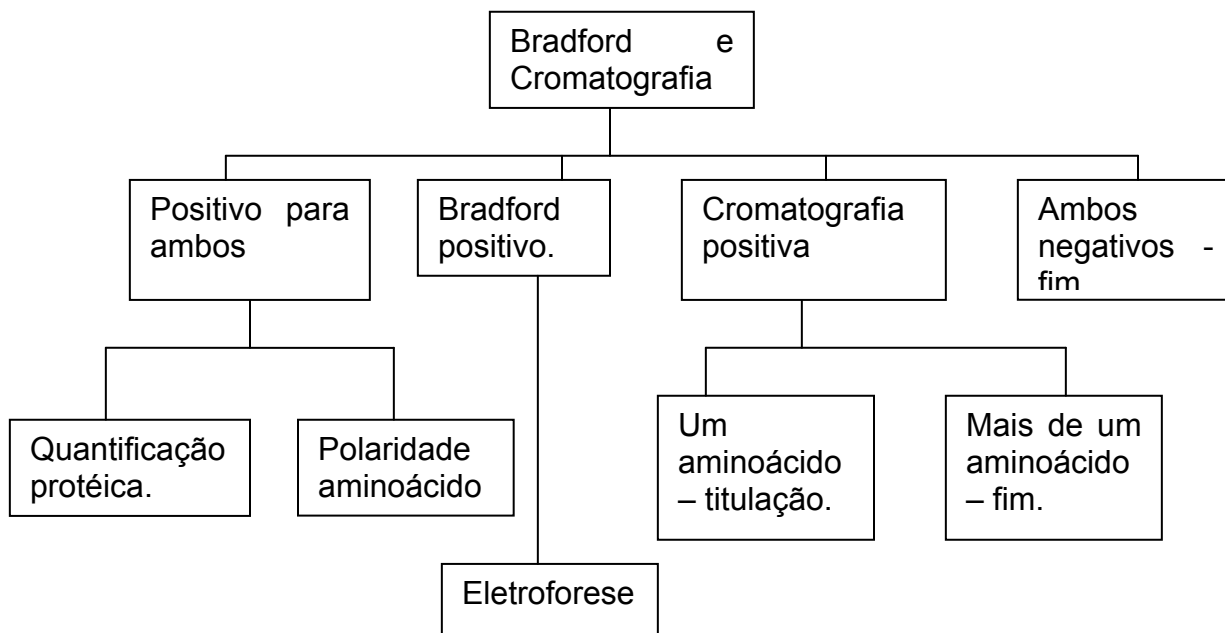 Bradford e
Cromatografia
Positivo para
ambos
Bradford
positivo.
Cromatografia
positiva
Ambos
negativos -
fim
Quantificação
protéica.
Polaridade
aminoácido
Um
aminoácido
– titulação.
Mais de um
aminoácido
– fim.
Eletroforese